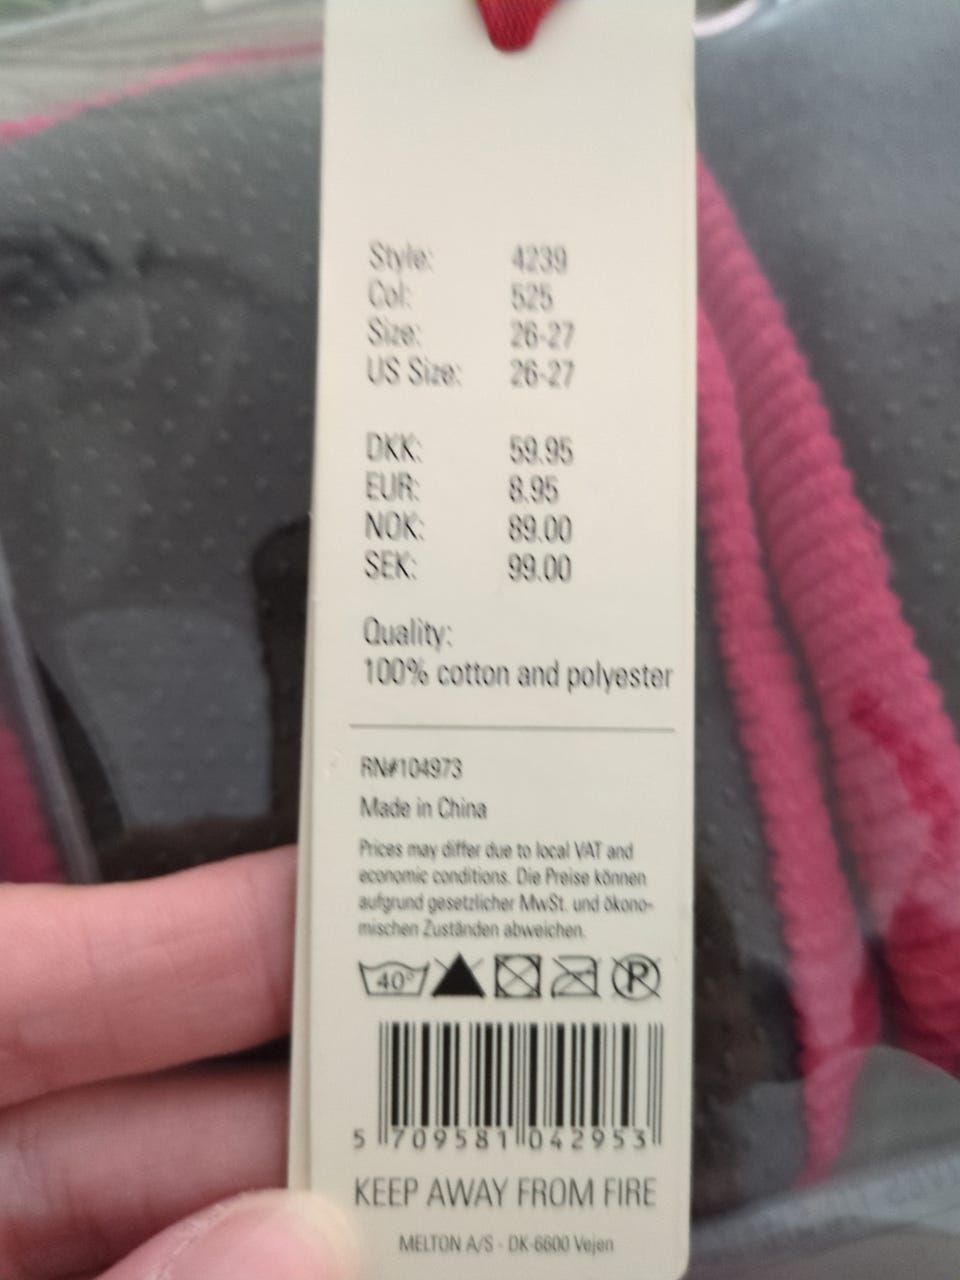 Style: 4239
Col: 525
Size: 26-27
US Size: 26-27
DKK: 59.95
EUR: 8.95
NOK: 89.00
SEK: 99.00
Quality:
100% cotton and polyester
RN#104973
Made in China
Prices may differ due to local VAT and
economic conditions. Die Preise können
aufgrund gesetzlicher MwSt. und ökono-
mischen Zuständen abweichen.
40° P
5 709581 042953
KEEP AWAY FROM FIRE
MELTON A/S - DK-6600 Vejen